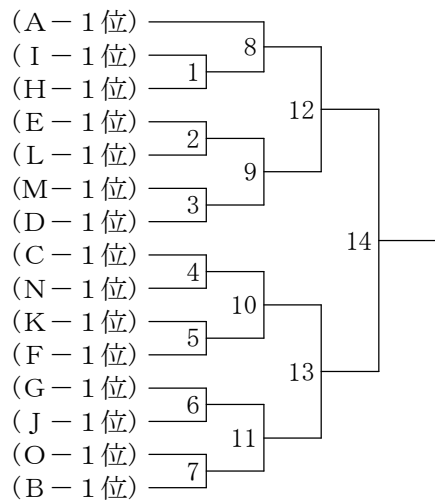 (A－1位)
(I－1位)
(H－1位)
(E－1位)
(L－1位)
(M－1位)
(D－1位)
(C－1位)
(N－1位)
(K－1位)
(F－1位)
(G－1位)
(J－1位)
(O－1位)
(B－1位)
1
2
3
4
5
6
7
8
9
10
11
12
13
14